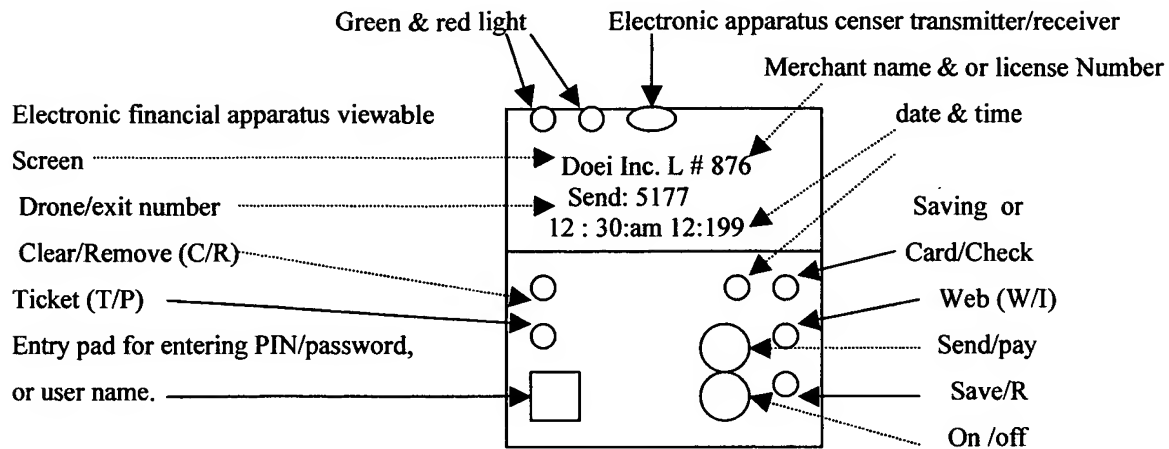 Green & red light
Electronic apparatus censer transmitter/receiver
Merchant name & or license Number
Electronic financial apparatus viewable
date & time
Screen
Doei Inc. L # 876
Drone/exit number
Send: 5177
Saving or
12 : 30:am 12:199
Clear/Remove (C/R)
Card/Check
Ticket (T/P)
Web (W/I)
Entry pad for entering PIN/password,
Send/pay
or user name.
Save/R
On /off